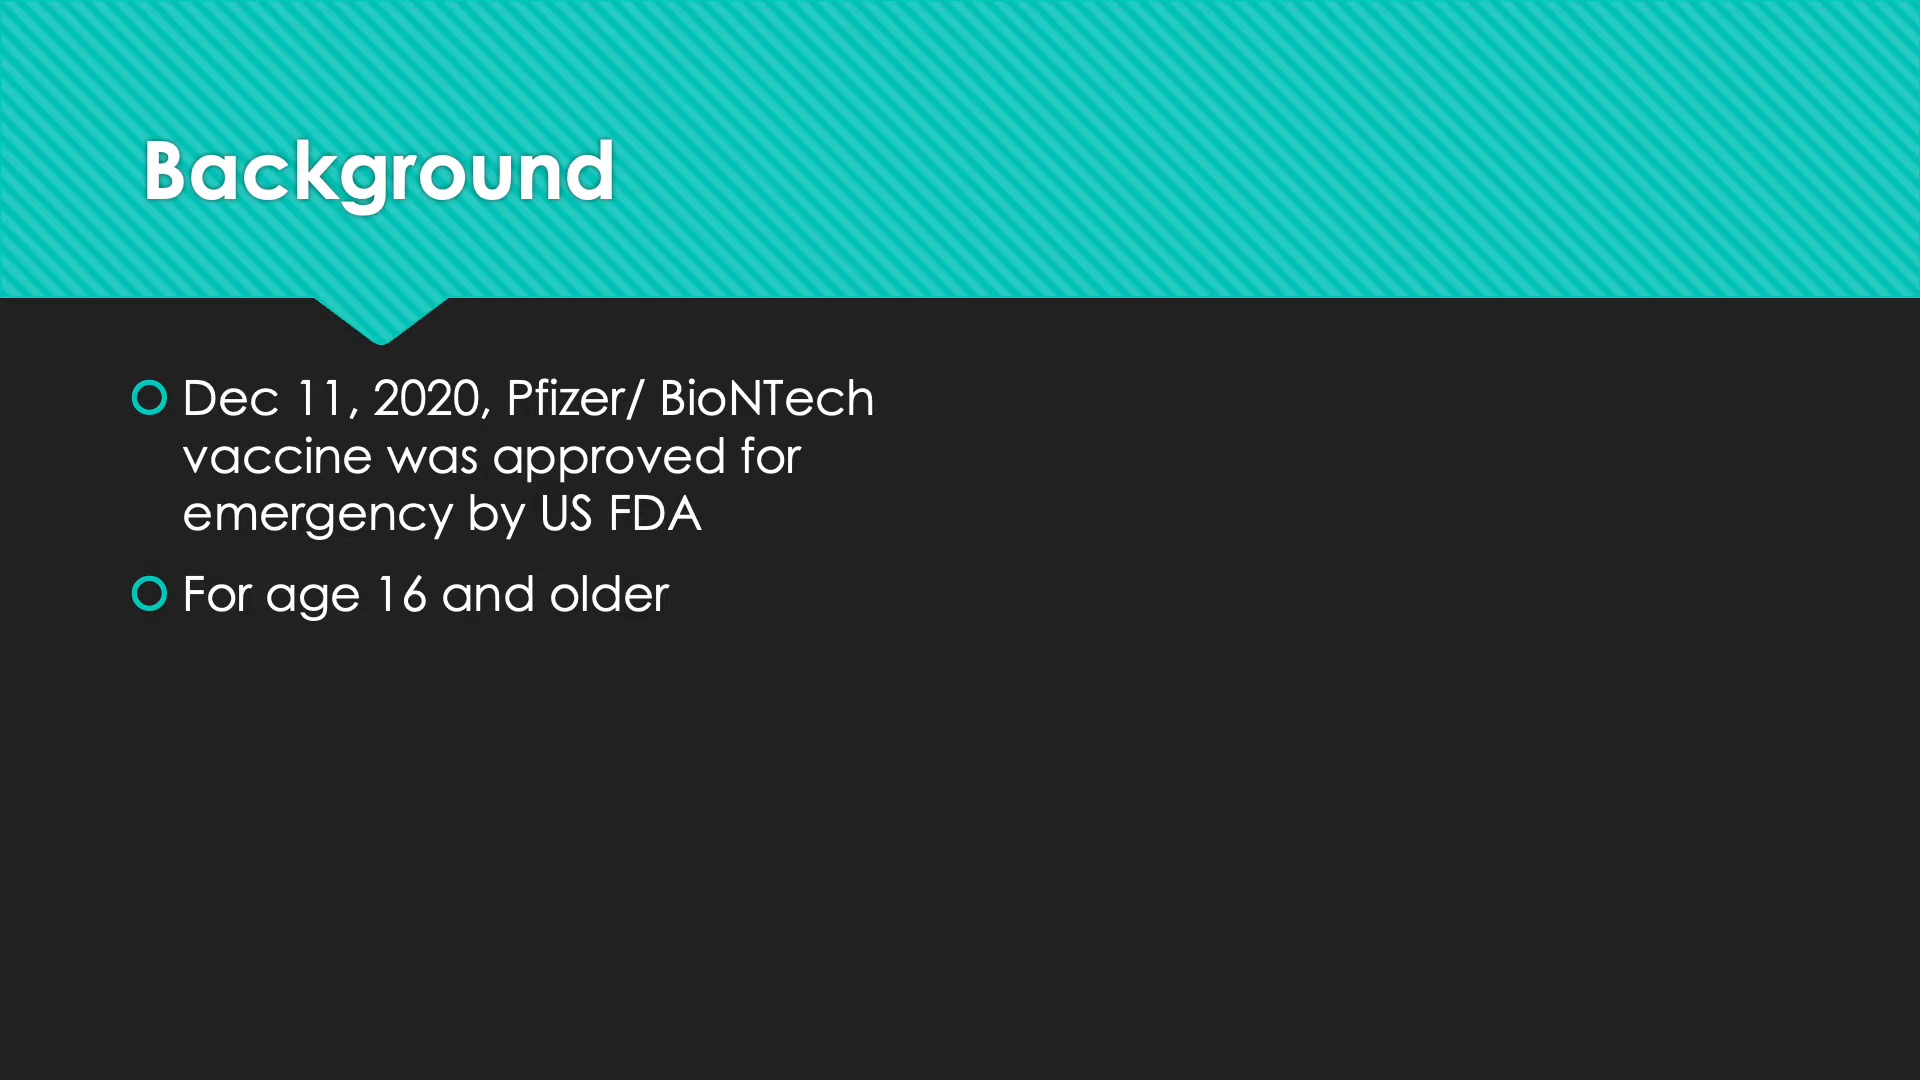 Background
Dec 11, 2020, Pfizer/ BioNTech
vaccine was approved for
emergency by US FDA
For age 16 and older